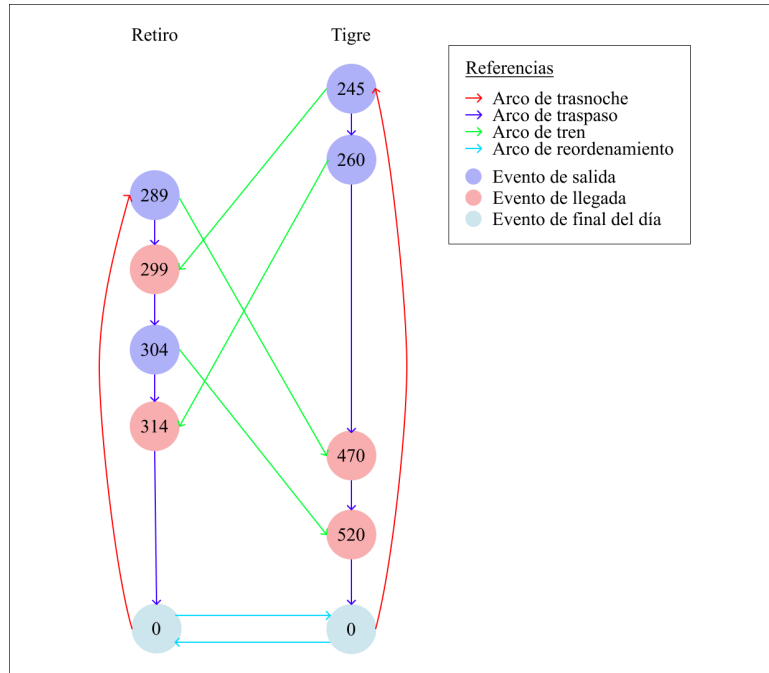 Retiro Tigre
245
260
289
299
304
314
470
520
0 0
Referencias
Arco de trasnoche
Arco de traspaso
Arco de tren
Arco de reordenamiento
Evento de salida
Evento de llegada
Evento de final del día